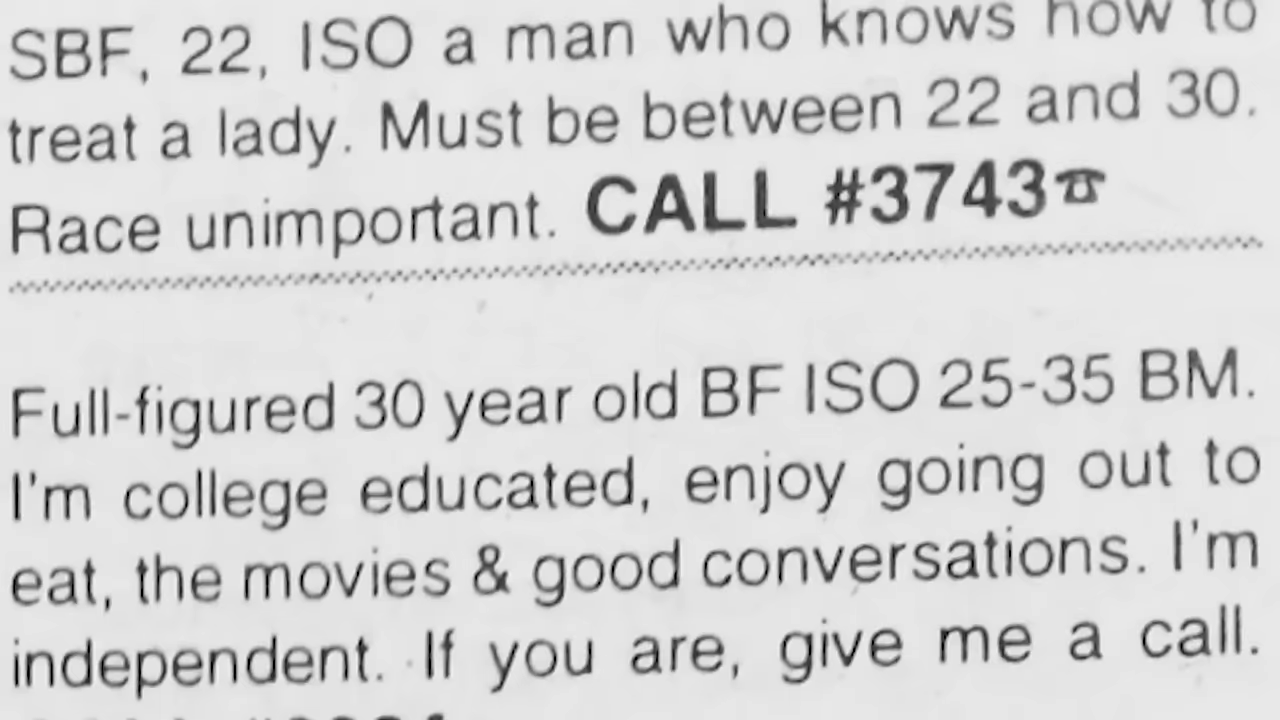 SBF, 22, ISO a man who knows how to
treat a lady. Must be between 22 and 30.
Race unimportant. CALL #3743☎
Full-figured 30 year old BF ISO 25-35 BM.
I'm college educated, enjoy going out to
eat, the movies & good conversations. I'm
independent. If you are, give me a call.